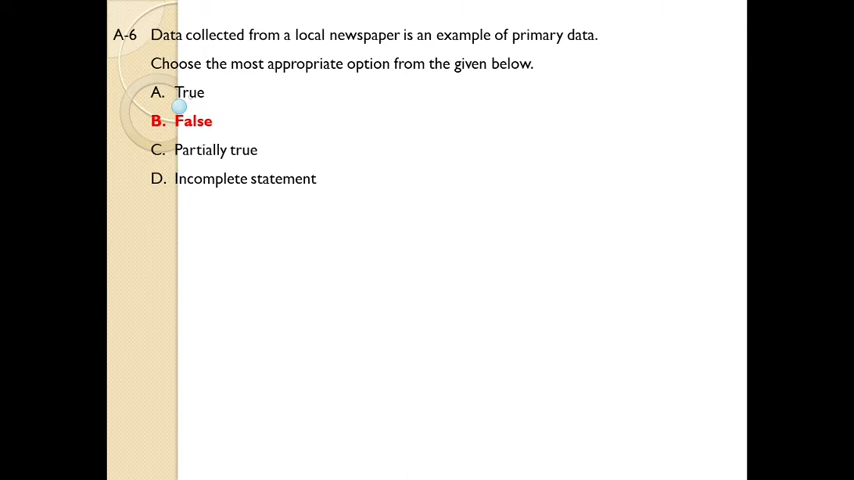 A-6 Data collected from a local newspaper is an example of primary data.
Choose the most appropriate option from the given below.
A. True
B. False
C. Partially true
D. Incomplete statement